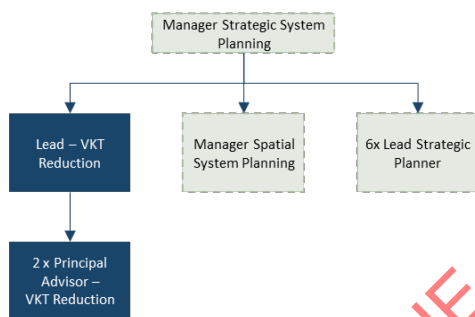 Manager Strategic System
Planning
Lead – VKT
Reduction
Manager Spatial
System Planning
6x Lead Strategic
Planner
2 x Principal
Advisor –
VKT Reduction